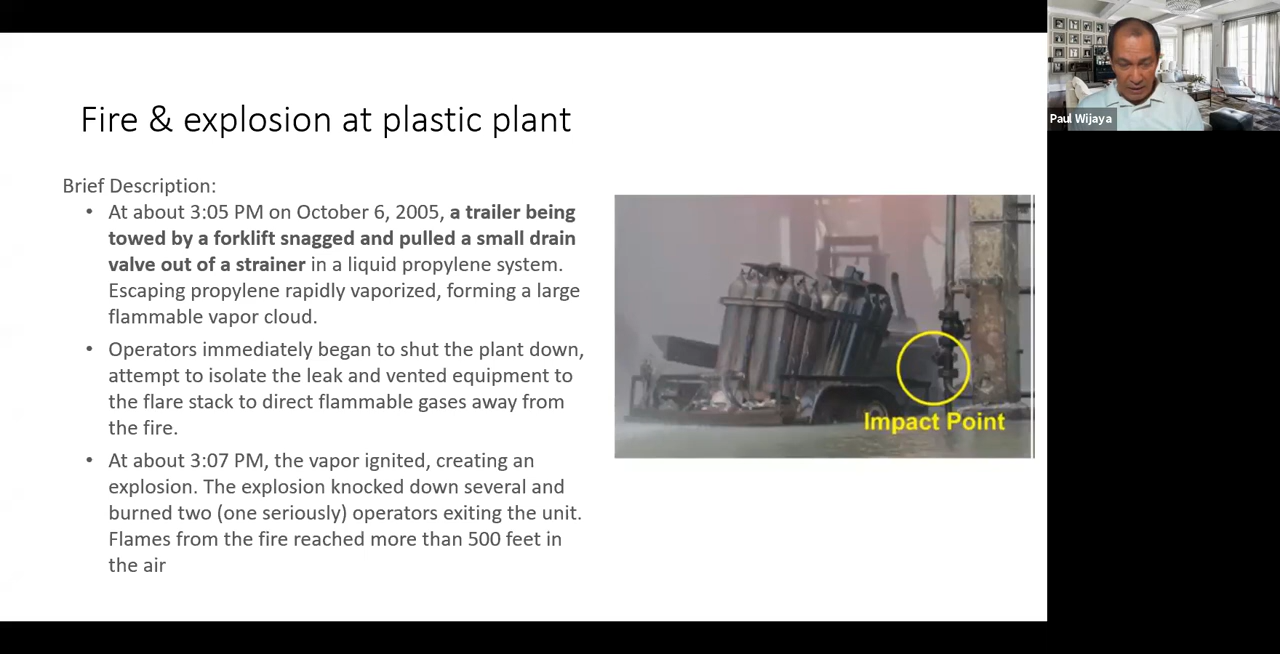 Fire & explosion at plastic plant
Paul Wijaya
Brief Description:
• At about 3:05 PM on October 6, 2005, a trailer being
towed by a forklift snagged and pulled a small drain
valve out of a strainer in a liquid propylene system.
Escaping propylene rapidly vaporized, forming a large
flammable vapor cloud.
• Operators immediately began to shut the plant down,
attempt to isolate the leak and vented equipment to
the flare stack to direct flammable gases away from
the fire.
• At about 3:07 PM, the vapor ignited, creating an
explosion. The explosion knocked down several and
burned two (one seriously) operators exiting the unit.
Flames from the fire reached more than 500 feet in
the air
Impact Point